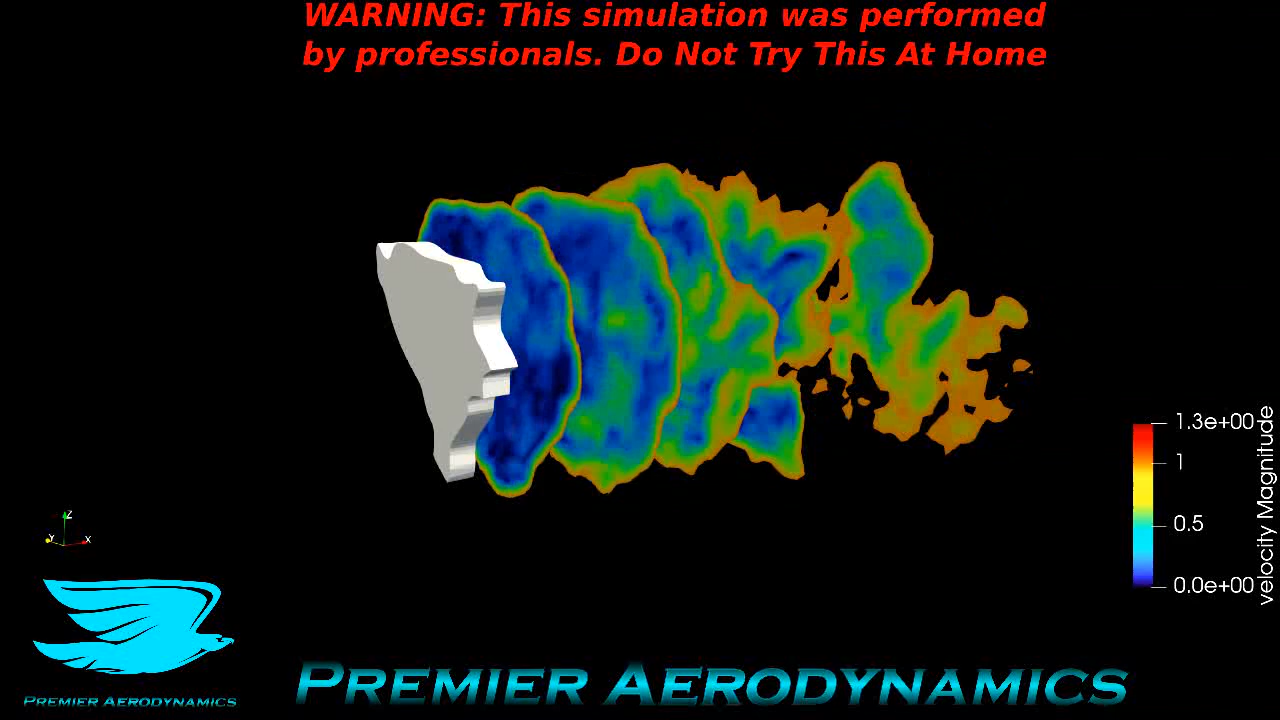 WARNING: This simulation was performed
by professionals. Do Not Try This At Home
1.3e+00
1
0.5
0.0e+00
velocity Magnitude
Z
Y
X
PREMIER AERODYNAMICS
PREMIER AERODYNAMICS